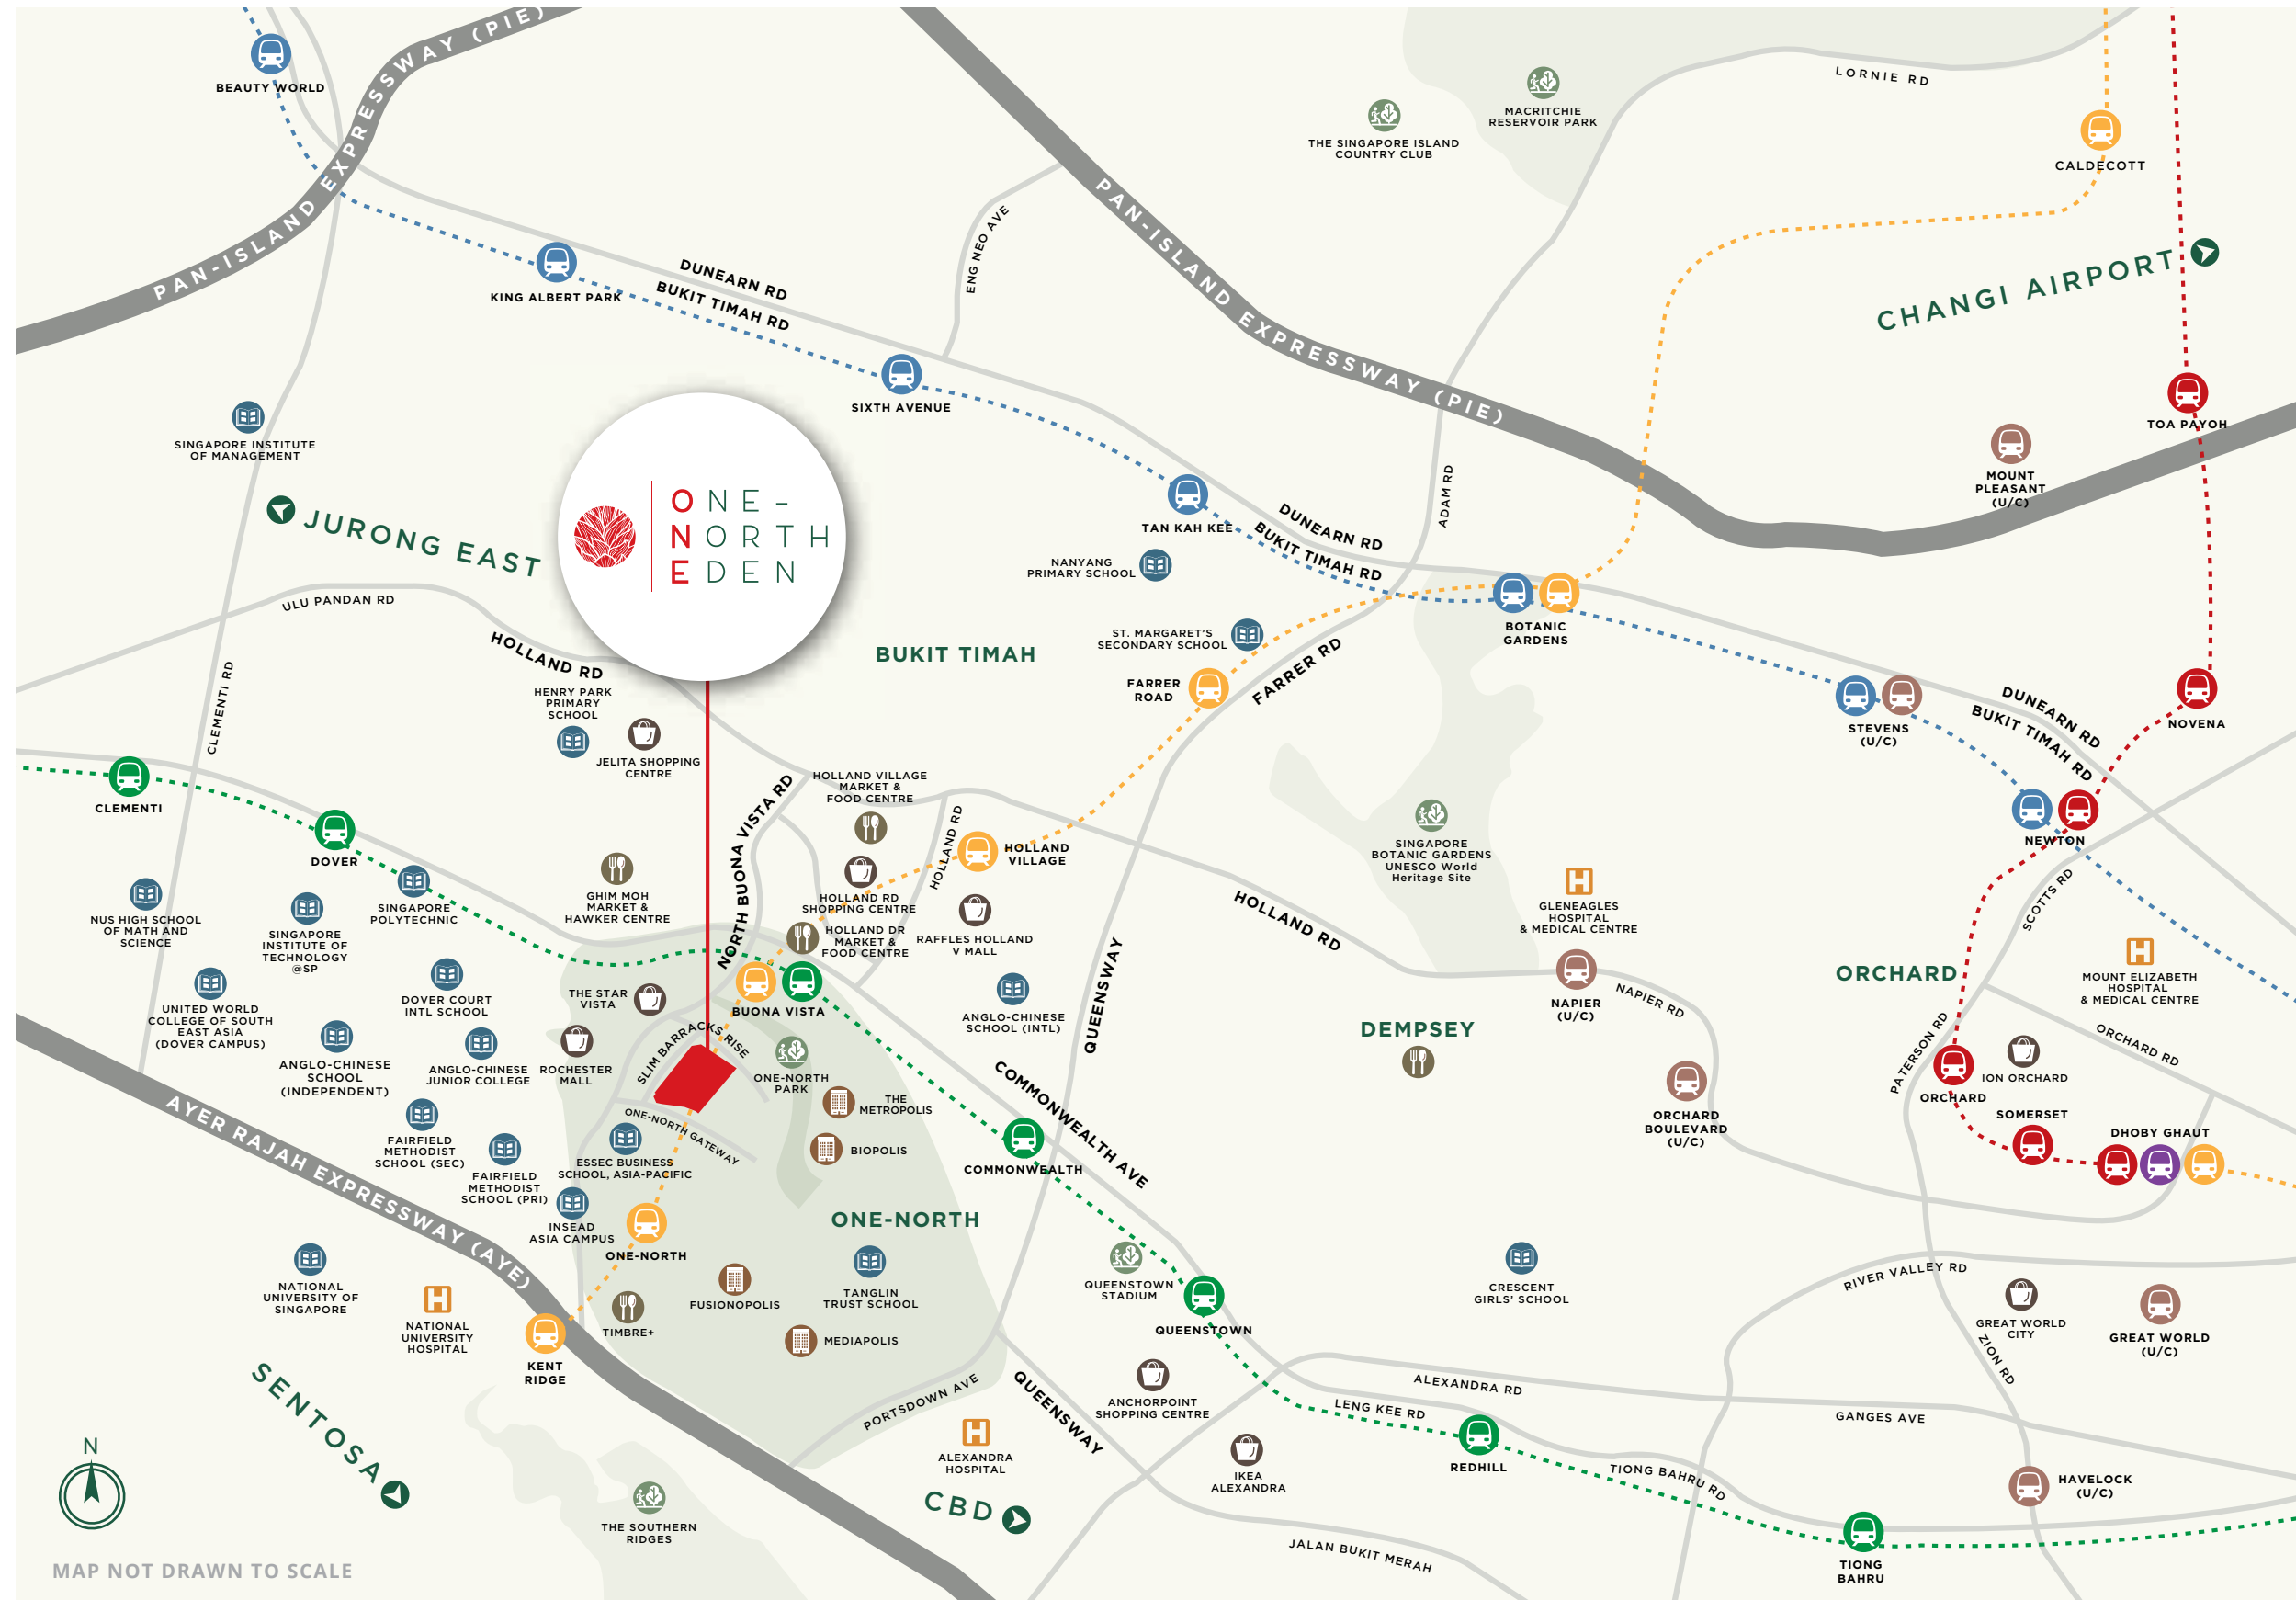 PAN-ISLAND EXPRESSWAY (PIE)
BEAUTY WORLD
LORNIE RD
MACRITCHIE
RESERVOIR PARK
THE SINGAPORE ISLAND
COUNTRY CLUB
CALDECOTT
PAN-ISLAND EXPRESSWAY (PIE)
ENG NEO AVE
CHANGI AIRPORT
KING ALBERT PARK
DUNEARN RD
BUKIT TIMAH RD
SIXTH AVENUE
TOA PAYOH
MOUNT
PLEASANT
(U/C)
SINGAPORE INSTITUTE
OF MANAGEMENT
JURONG EAST
ONE-
NORTH
EDEN
ADAM RD
TAN KAH KEE
DUNEARN RD
BUKIT TIMAH RD
NANYANG
PRIMARY SCHOOL
ULU PANDAN RD
HOLLAND RD
BUKIT TIMAH
ST. MARGARET'S
SECONDARY SCHOOL
BOTANIC
GARDENS
FARRER
ROAD
FARRER RD
CLEMENTI RD
HENRY PARK
PRIMARY
SCHOOL
JELITA SHOPPING
CENTRE
STEVENS
(U/C)
DUNEARN RD
BUKIT TIMAH RD
NOVENA
CLEMENTI
DOVER
NORTH BUONA VISTA RD
HOLLAND VILLAGE
MARKET &
FOOD CENTRE
HOLLAND RD
HOLLAND
VILLAGE
SINGAPORE
BOTANIC GARDENS
UNESCO World
Heritage Site
NEWTON
NUS HIGH SCHOOL
OF MATH AND
SCIENCE
SINGAPORE
INSTITUTE OF
TECHNOLOGY
@SP
SINGAPORE
POLYTECHNIC
GHIM MOH
MARKET &
HAWKER CENTRE
HOLLAND RD
SHOPPING CENTRE
HOLLAND DR
MARKET &
FOOD CENTRE
RAFFLES HOLLAND
V MALL
HOLLAND RD
GLENEAGLES
HOSPITAL
& MEDICAL CENTRE
SCOTTS RD
QUEENSWAY
UNITED WORLD
COLLEGE OF SOUTH
EAST ASIA
(DOVER CAMPUS)
DOVER COURT
INTL SCHOOL
THE STAR
VISTA
BUONA VISTA
ANGLO-CHINESE
SCHOOL (INTL)
NAPIER
(U/C)
NAPIER RD
ORCHARD
MOUNT ELIZABETH
HOSPITAL
& MEDICAL CENTRE
DEMPSEY
PATERSON RD
ORCHARD RD
ANGLO-CHINESE
SCHOOL
(INDEPENDENT)
ANGLO-CHINESE
JUNIOR COLLEGE
ROCHESTER
MALL
SLIM BARRACKS RISE
ONE-NORTH
PARK
ION ORCHARD
ORCHARD
ORCHARD
BOULEVARD
(U/C)
SOMERSET
DHOBY GHAUT
AYER RAJAH EXPRESSWAY (AYE)
FAIRFIELD
METHODIST
SCHOOL (SEC)
FAIRFIELD
METHODIST
SCHOOL (PRI)
ONE-NORTH GATEWAY
THE
METROPOLIS
BIOPOLIS
ESSEC BUSINESS
SCHOOL, ASIA-PACIFIC
COMMONWEALTH
COMMONWEALTH AVE
INSEAD
ASIA CAMPUS
ONE-NORTH
ONE-NORTH
NATIONAL
UNIVERSITY OF
SINGAPORE
NATIONAL
UNIVERSITY
HOSPITAL
KENT
RIDGE
TIMBRE+
FUSIONOPOLIS
TANGLIN
TRUST SCHOOL
MEDIAPOLIS
QUEENSTOWN
STADIUM
QUEENSTOWN
CRESCENT
GIRLS' SCHOOL
RIVER VALLEY RD
GREAT WORLD
CITY
GREAT WORLD
(U/C)
ZION RD
SENTOSA
PORTSDOWN AVE
QUEENSWAY
ANCHORPOINT
SHOPPING CENTRE
ALEXANDRA RD
LENG KEE RD
GANGES AVE
ALEXANDRA
HOSPITAL
IKEA
ALEXANDRA
REDHILL
TIONG BAHRU RD
HAVELOCK
(U/C)
N
CBD
THE SOUTHERN
RIDGES
JALAN BUKIT MERAH
TIONG
BAHRU
MAP NOT DRAWN TO SCALE